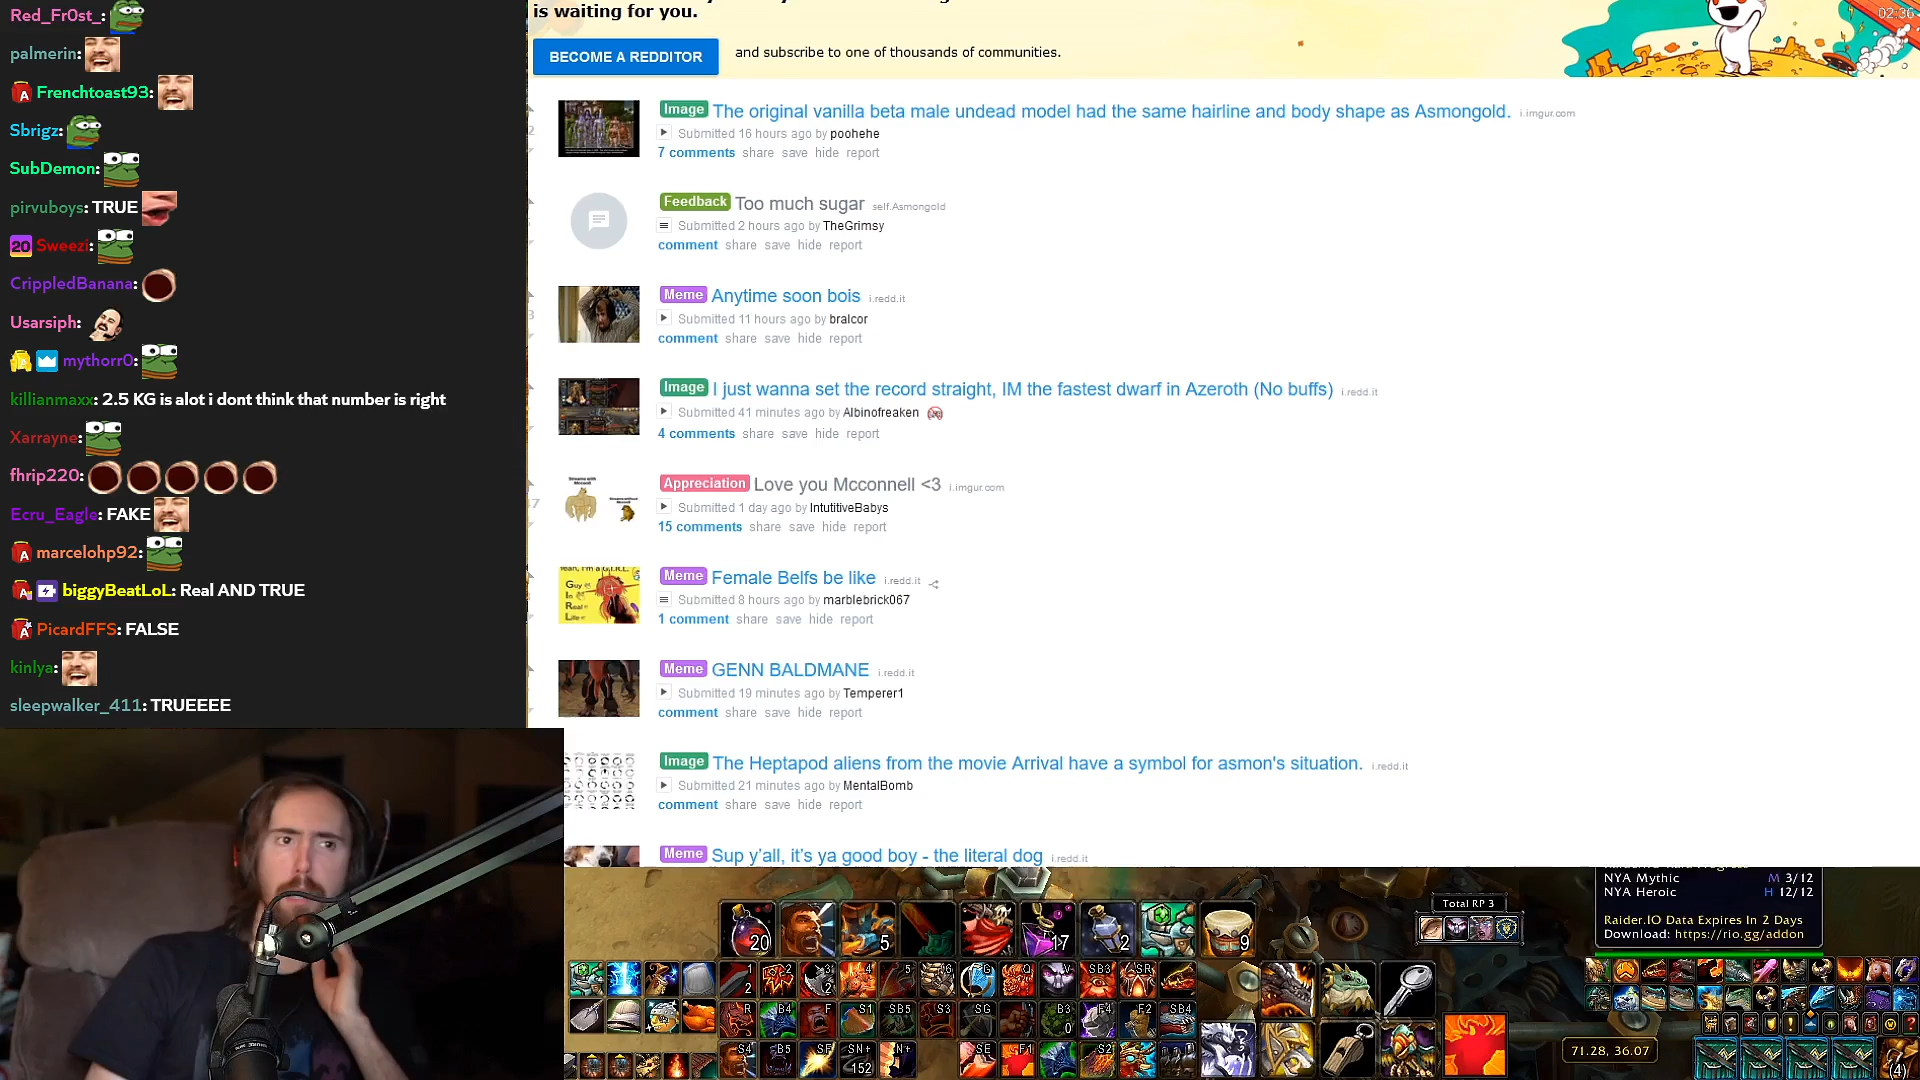 Red_Fr0st_:
palmerin:
Frenchtoast93:
Sbrigz:
SubDemon:
pirvuboys: TRUE
20 Sweezi:
CrippledBanana:
Usarsiph:
mythorr0:
killianmaxx: 2.5 KG is alot i dont think that number is right
Xarrayne:
fhrip220:
Ecru_Eagle: FAKE
marcelohp92:
biggyBeatLoL: Real AND TRUE
PicardFFS: FALSE
kinlya:
sleepwalker_411: TRUEEEE
is waiting for you.
02:36
BECOME A REDDITOR and subscribe to one of thousands of communities.
Image The original vanilla beta male undead model had the same hairline and body shape as Asmongold. i.imgur.com
Submitted 16 hours ago by poohehe
7 comments share save hide report
Feedback Too much sugar self.Asmongold
Submitted 2 hours ago by TheGrimsy
comment share save hide report
Meme Anytime soon bois i.redd.it
Submitted 11 hours ago by bralcor
comment share save hide report
Image I just wanna set the record straight, IM the fastest dwarf in Azeroth (No buffs) i.redd.it
Submitted 41 minutes ago by Albinofreaken
4 comments share save hide report
Appreciation Love you Mcconnell <3 i.imgur.com
Submitted 1 day ago by IntutitiveBabys
15 comments share save hide report
Meme Female Belfs be like i.redd.it
Submitted 8 hours ago by marblebrick067
1 comment share save hide report
Guy
In
Real
Life
Meme GENN BALDMANE i.redd.it
Submitted 19 minutes ago by Temperer1
comment share save hide report
Image The Heptapod aliens from the movie Arrival have a symbol for asmon's situation. i.redd.it
Submitted 21 minutes ago by MentalBomb
comment share save hide report
Meme Sup y'all, it's ya good boy - the literal dog i.redd.it
NYA Mythic M 3/12
NYA Heroic H 12/12
Raider.IO Data Expires In 2 Days
Download: https://rio.gg/addon
Total RP 3
20 5 17 2 9
71.28, 36.07
152
(4)